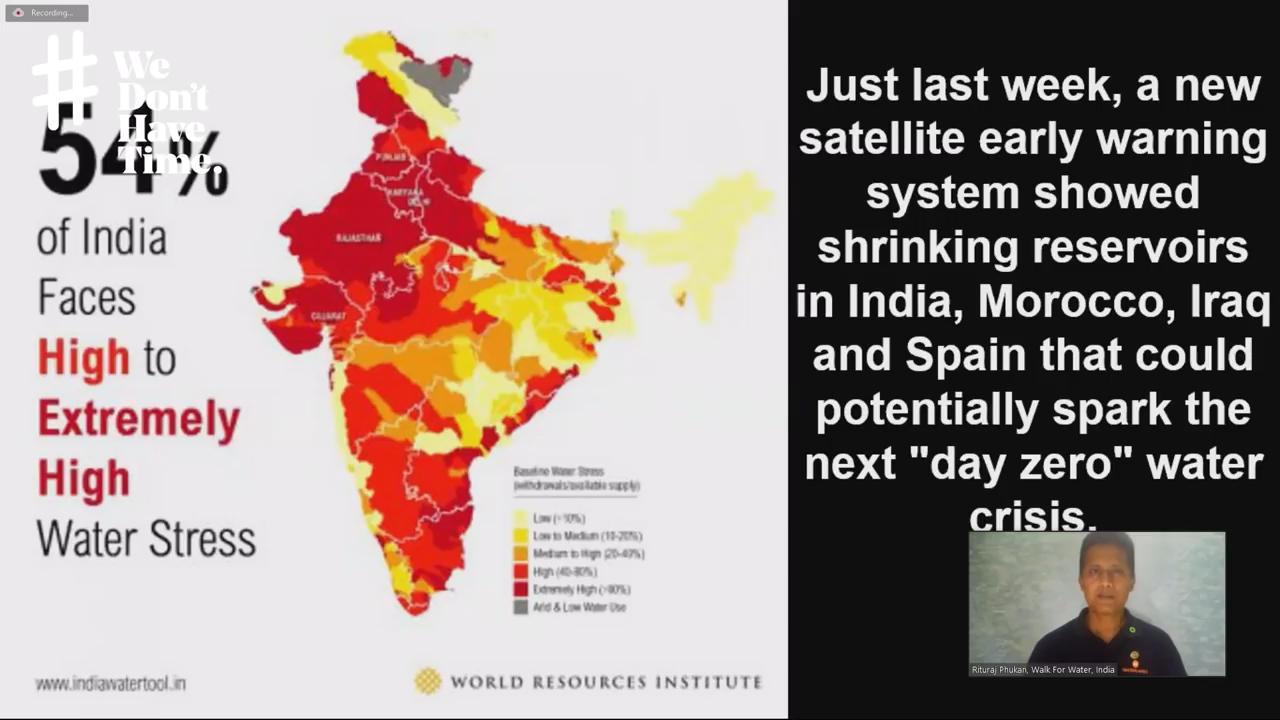 Recording...
#
We
Don't
Have
Time.
54%
of India
Faces
High to
Extremely
High
Water Stress
PUNJAB
HARYANA
DELHI
RAJASTHAN
GUJARAT
Baseline Water Stress
(withdrawals/available supply)
Low (<10%)
Low to Medium (10-20%)
Medium to High (20-40%)
High (40-80%)
Extremely High (>80%)
Arid & Low Water Use
www.indiawatertool.in
WORLD RESOURCES INSTITUTE
Just last week, a new
satellite early warning
system showed
shrinking reservoirs
in India, Morocco, Iraq
and Spain that could
potentially spark the
next "day zero" water
crisis.
Rituraj Phukan, Walk For Water, India